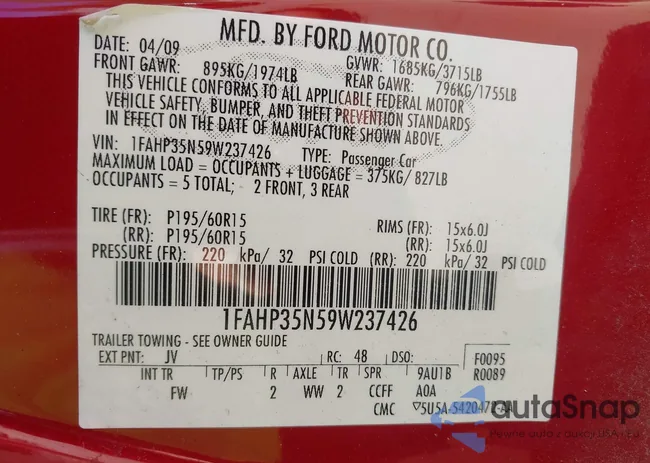 MFD. BY FORD MOTOR CO.
DATE: 04/09 GVWR: 1685KG/3715LB
FRONT GAWR: 895KG/1974LB REAR GAWR: 796KG/1755LB
THIS VEHICLE CONFORMS TO ALL APPLICABLE FEDERAL MOTOR
VEHICLE SAFETY, BUMPER, AND THEFT PREVENTION STANDARDS
IN EFFECT ON THE DATE OF MANUFACTURE SHOWN ABOVE.
VIN: 1FAHP35N59W237426 TYPE: Passenger Car
MAXIMUM LOAD = OCCUPANTS + LUGGAGE = 375KG/ 827LB
OCCUPANTS = 5 TOTAL; 2 FRONT, 3 REAR
TIRE (FR): P195/60R15 RIMS (FR): 15x6.0J
(RR): P195/60R15 (RR): 15x6.0J
PRESSURE (FR): 220 kPa/ 32 PSI COLD (RR): 220 kPa/ 32 PSI COLD
1FAHP35N59W237426
TRAILER TOWING - SEE OWNER GUIDE
EXT PNT: JV RC: 48 DSO: F0095
INT TR TP/PS R AXLE TR SPR 9AU1B R0089
FW 2 WW 2 CCFF A0A
CMC
autoSnap